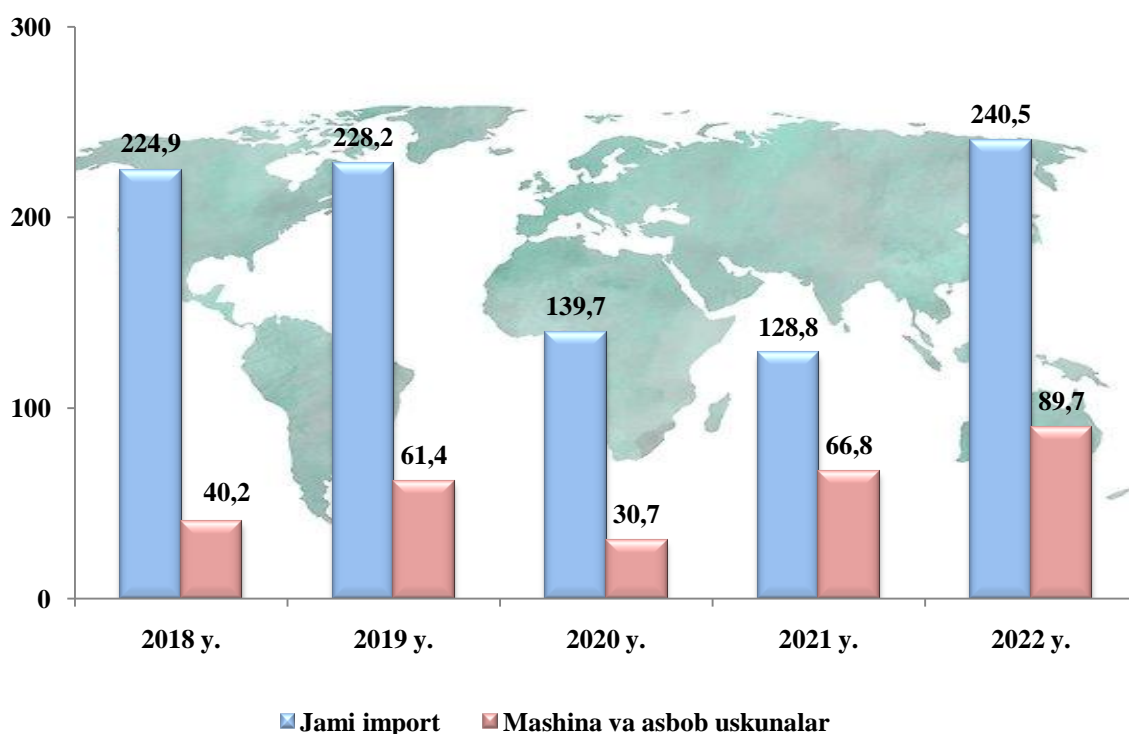 300
200
100
0
224,9
228,2
139,7
128,8
240,5
40,2
61,4
30,7
66,8
89,7
2018 y.
2019 y.
2020 y.
2021 y.
2022 y.
Jami import
Mashina va asbob uskunalar